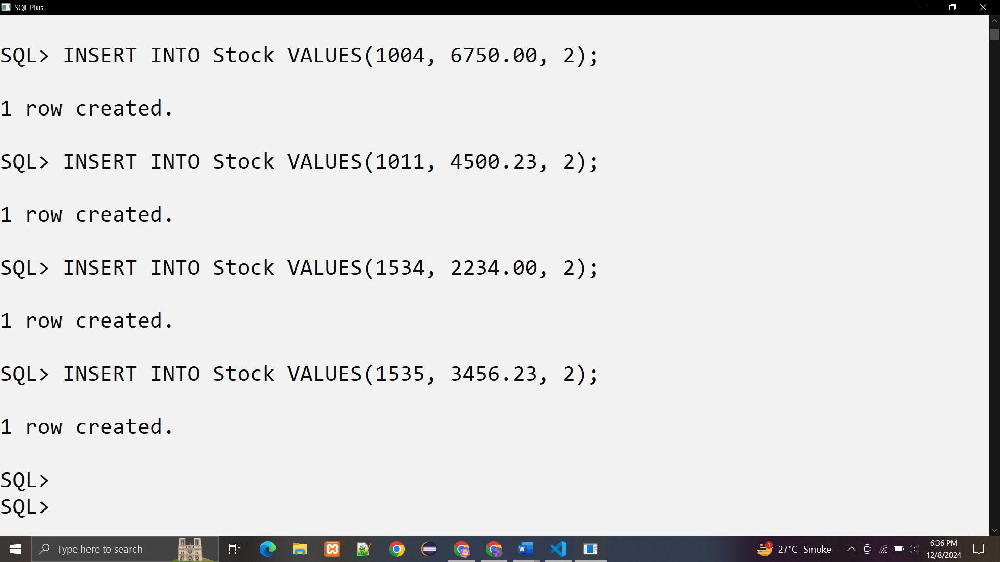 SQL Plus
SQL> INSERT INTO Stock VALUES(1004, 6750.00, 2);
1 row created.
SQL> INSERT INTO Stock VALUES(1011, 4500.23, 2);
1 row created.
SQL> INSERT INTO Stock VALUES(1534, 2234.00, 2);
1 row created.
SQL> INSERT INTO Stock VALUES(1535, 3456.23, 2);
1 row created.
SQL>
SQL>
Type here to search
1
27°C Smoke
6:36 PM
12/8/2024